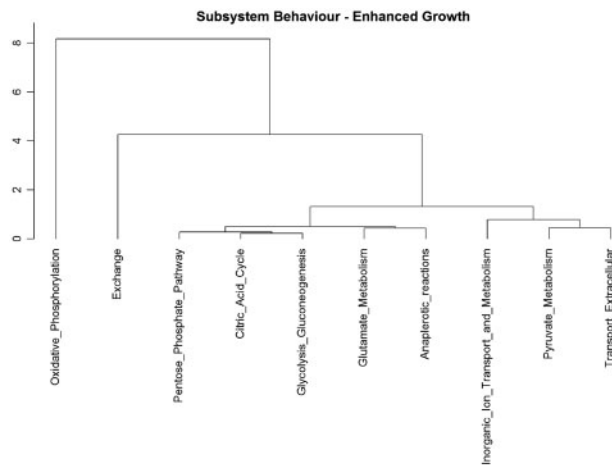 Subsystem Behaviour - Enhanced Growth
8
6
4
2
0
Oxidative_Phosphorylation
Exchange
Pentose_Phosphate_Pathway
Citric_Acid_Cycle
Glycolysis_Gluconeogenesis
Glutamate_Metabolism
Anaplerotic_reactions
Inorganic_Ion_Transport_and_Metabolism
Pyruvate_Metabolism
Transport_Extracellular